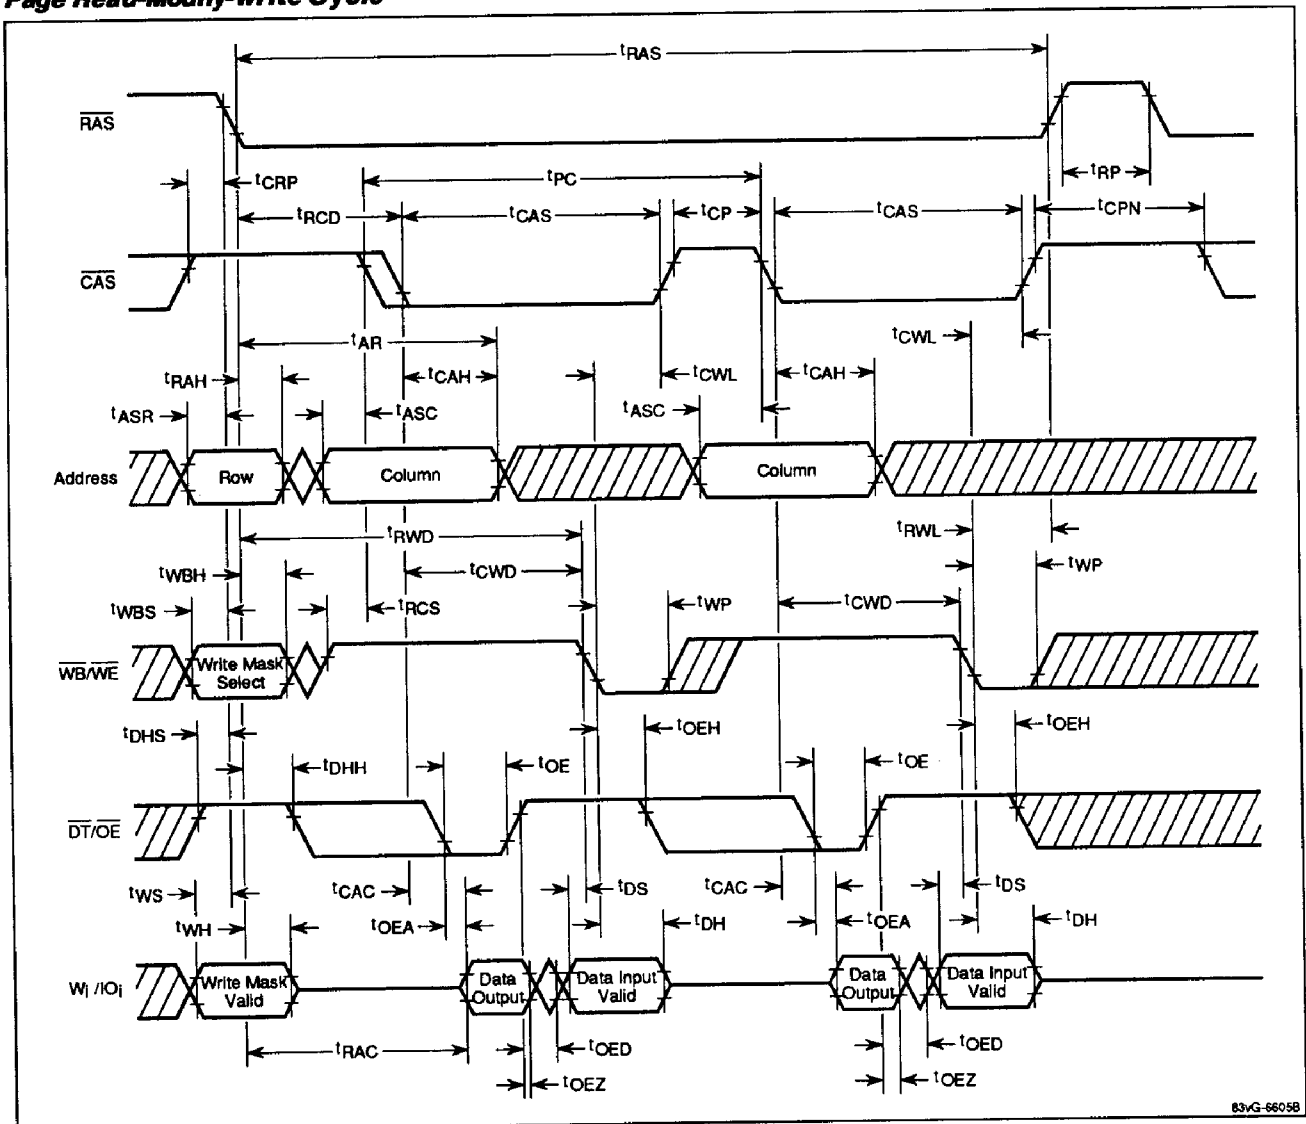 Page Read-Modify-Write Cycle
tRAS
RAS
tCRP
tPC
tRP
tRCD
tCAS
tCP
tCAS
tCPN
CAS
tAR
tCWL
tRAH
tCAH
tCWL
tCAH
tASR
tASC
tASC
Address
Row
Column
Column
tRWD
tRWL
tWBH
tCWD
tWP
tWBS
tRCS
tWP
tCWD
WB/WE
Write Mask
Select
tDHS
tOEH
tOEH
tDHH
tOE
tOE
DT/OE
tWS
tCAC
tDS
tCAC
tDS
tWH
tOEA
tDH
tOEA
tDH
Wi /IOi
Write Mask
Valid
Data
Output
Data Input
Valid
Data
Output
Data Input
Valid
tRAC
tOED
tOED
tOEZ
tOEZ
83vG-6605B